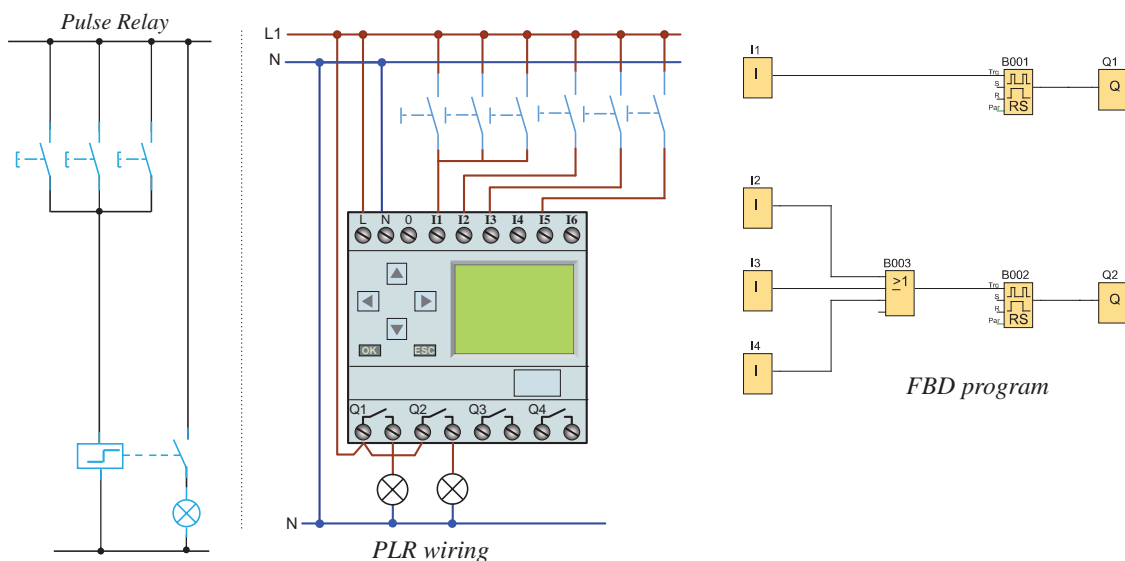 Pulse Relay
L1
N
L N 0 I1 I2 I3 I4 I5 I6
OK ESC
Q1 Q2 Q3 Q4
N
PLR wiring
I1
I
B001
Trg
S
R
Par
RS
Q1
Q
I2
I
I3
I
I4
I
B003
>1
B002
Trg
S
R
Par
RS
Q2
Q
FBD program